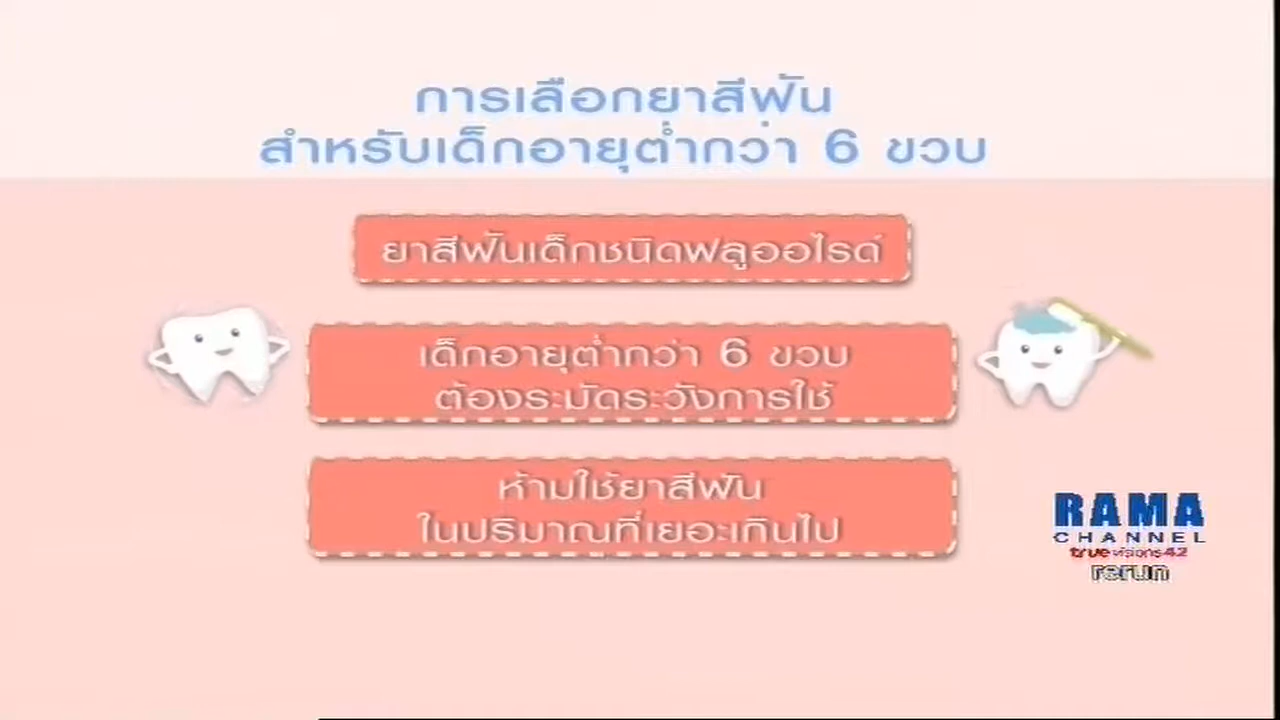 การเลือกยาสีฟัน
สำหรับเด็กอายุต่ำกว่า 6 ขวบ
ยาสีฟันเด็กชนิดฟลูออไรด์
เด็กอายุต่ำกว่า 6 ขวบ
ต้องระมัดระวังการใช้
ห้ามใช้ยาสีฟัน
ในปริมาณที่เยอะเกินไป
RAMA
CHANNEL
true visions 42
rerun